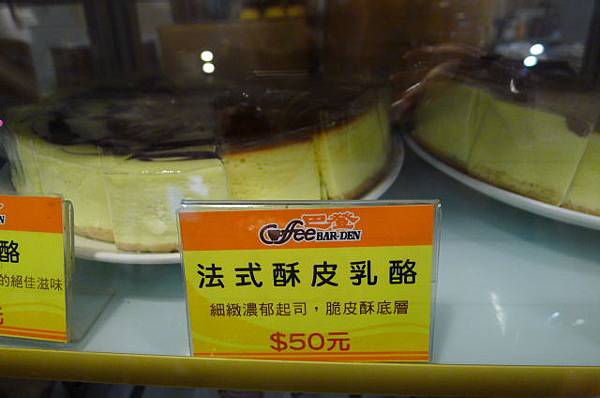 巴登
Coffee BAR-DEN
法式酥皮乳酪
細緻濃郁起司，脆皮酥底層
$50元
酪
的絕佳滋味
元